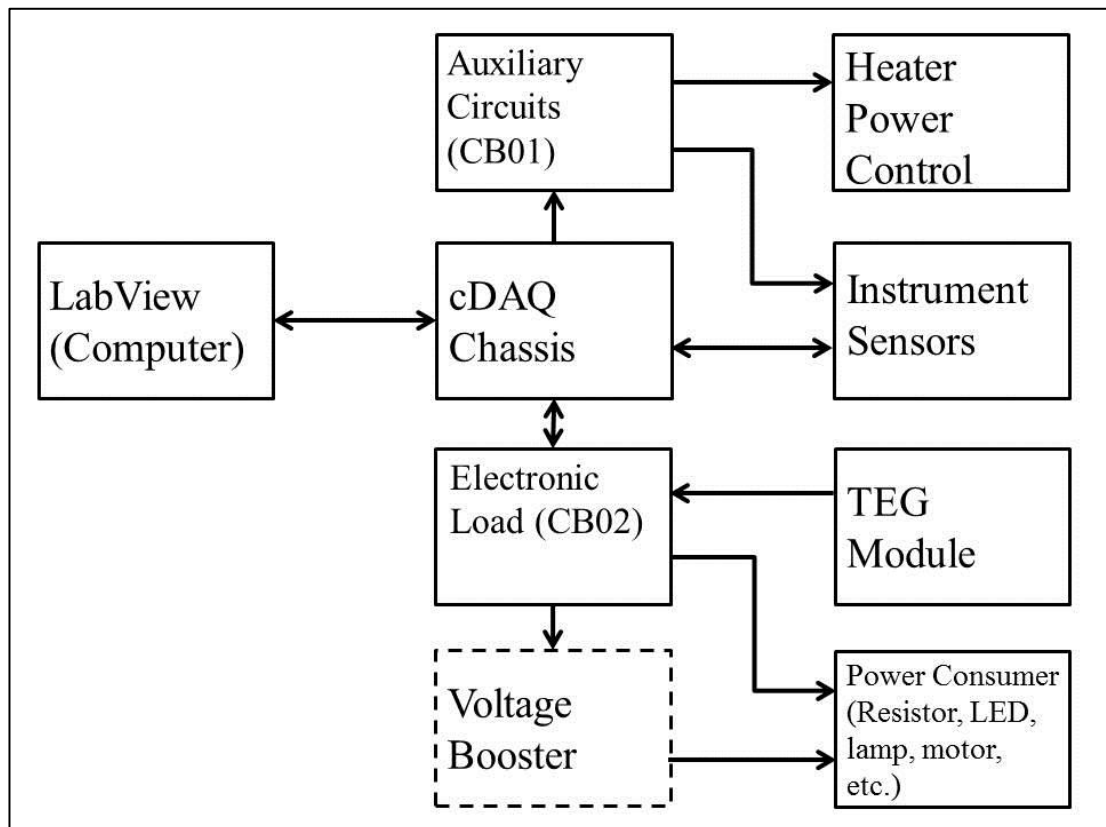 Auxiliary
Circuits
(CB01)
Heater
Power
Control
LabView
(Computer)
cDAQ
Chassis
Instrument
Sensors
Electronic
Load (CB02)
TEG
Module
Voltage
Booster
Power Consumer
(Resistor, LED,
lamp, motor,
etc.)